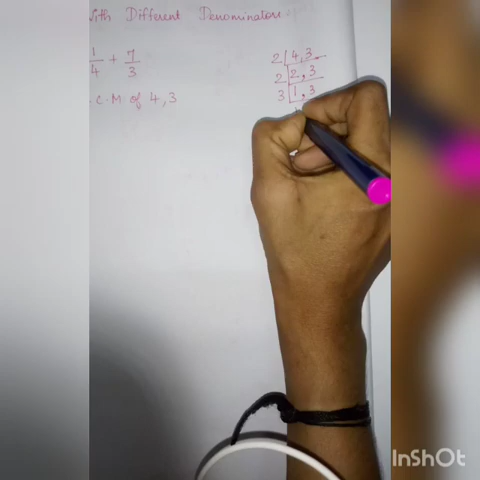 With Different Denominators
1/4 + 7/3
.C.M of 4,3
2 | 4, 3
2 | 2, 3
3 | 1, 3
InShOt